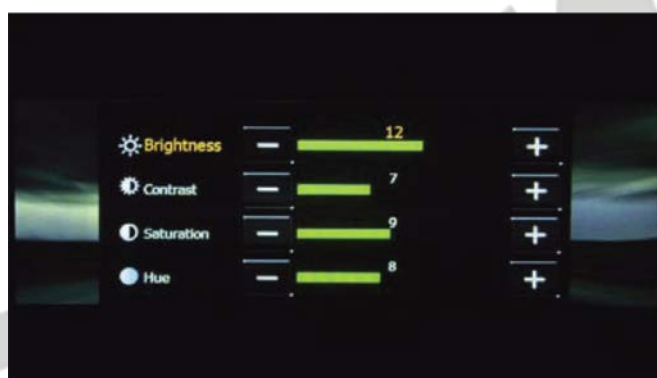 Brightness − 12 +
Contrast − 7 +
Saturation − 9 +
Hue − 8 +